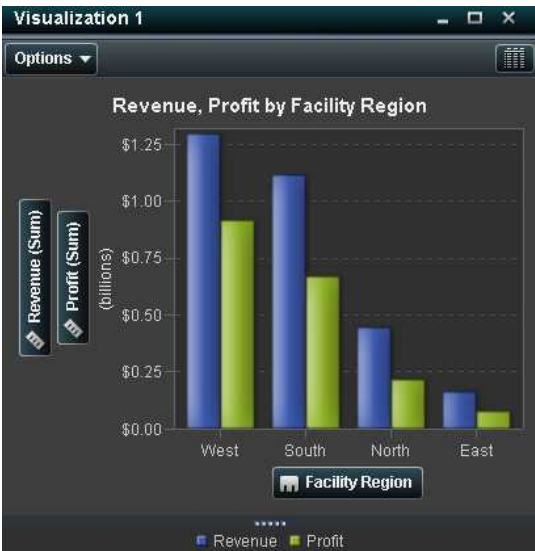 Visualization 1
Options
Revenue, Profit by Facility Region
$1.25
$1.00
$0.75
$0.50
$0.25
$0.00
(billions)
Revenue (Sum)
Profit (Sum)
West South North East
Facility Region
Revenue Profit